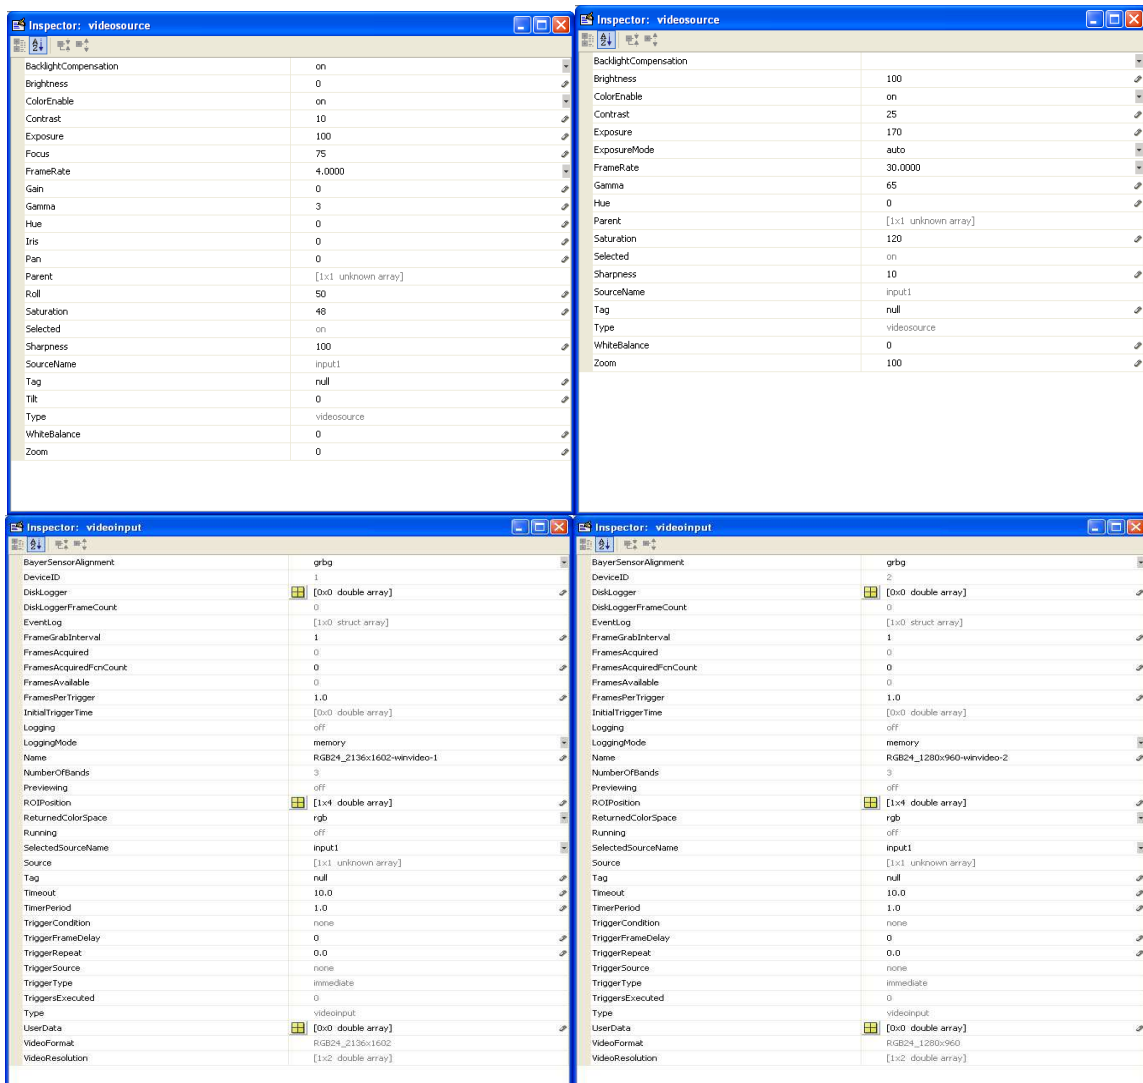 Inspector: videosource
BacklightCompensation on
Brightness 0
ColorEnable on
Contrast 10
Exposure 100
Focus 75
FrameRate 4.0000
Gain 0
Gamma 3
Hue 0
Iris 0
Pan 0
Parent [1x1 unknown array]
Roll 50
Saturation 48
Selected on
Sharpness 100
SourceName input1
Tag null
Tilt 0
Type videosource
WhiteBalance 0
Zoom 0
Inspector: videosource
BacklightCompensation
Brightness 100
ColorEnable on
Contrast 25
Exposure 170
ExposureMode auto
FrameRate 30.0000
Gamma 65
Hue 0
Parent [1x1 unknown array]
Saturation 120
Selected on
Sharpness 10
SourceName input1
Tag null
Type videosource
WhiteBalance 0
Zoom 100
Inspector: videoinput
BayerSensorAlignment grbg
DeviceID 1
DiskLogger [0x0 double array]
DiskLoggerFrameCount 0
EventLog [1x0 struct array]
FrameGrabInterval 1
FramesAcquired 0
FramesAcquiredFcnCount 0
FramesAvailable 0
FramesPerTrigger 1.0
InitialTriggerTime [0x0 double array]
Logging off
LoggingMode memory
Name RGB24_2136x1602-winvideo-1
NumberOfBands 3
Previewing off
ROIPosition [1x4 double array]
ReturnedColorSpace rgb
Running off
SelectedSourceName input1
Source [1x1 unknown array]
Tag null
Timeout 10.0
TimerPeriod 1.0
TriggerCondition none
TriggerFrameDelay 0
TriggerRepeat 0.0
TriggerSource none
TriggerType immediate
TriggersExecuted 0
Type videoinput
UserData [0x0 double array]
VideoFormat RGB24_2136x1602
VideoResolution [1x2 double array]
Inspector: videoinput
BayerSensorAlignment grbg
DeviceID 2
DiskLogger [0x0 double array]
DiskLoggerFrameCount 0
EventLog [1x0 struct array]
FrameGrabInterval 1
FramesAcquired 0
FramesAcquiredFcnCount 0
FramesAvailable 0
FramesPerTrigger 1.0
InitialTriggerTime [0x0 double array]
Logging off
LoggingMode memory
Name RGB24_1280x960-winvideo-2
NumberOfBands 3
Previewing off
ROIPosition [1x4 double array]
ReturnedColorSpace rgb
Running off
SelectedSourceName input1
Source [1x1 unknown array]
Tag null
Timeout 10.0
TimerPeriod 1.0
TriggerCondition none
TriggerFrameDelay 0
TriggerRepeat 0.0
TriggerSource none
TriggerType immediate
TriggersExecuted 0
Type videoinput
UserData [0x0 double array]
VideoFormat RGB24_1280x960
VideoResolution [1x2 double array]